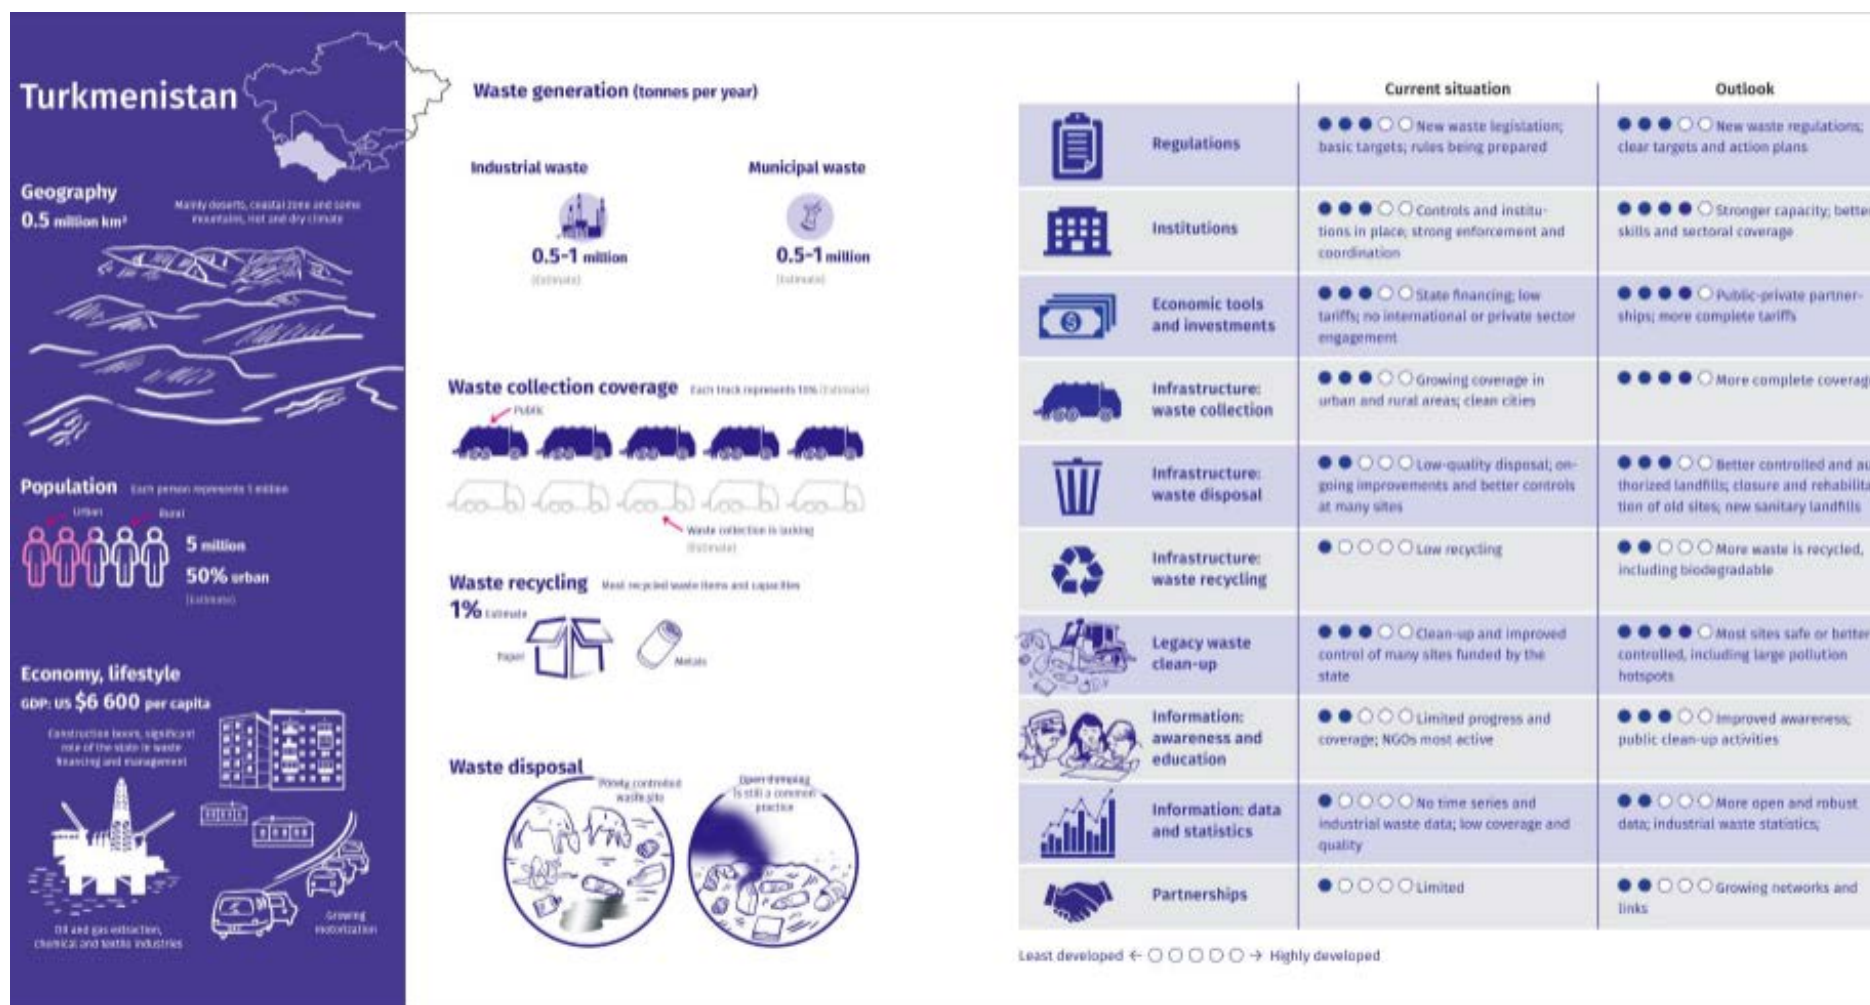 Turkmenistan
Geography
0.5 million km²
Mainly deserts, coastal zone and some
mountains, Hot and dry climate
Population Each person represents 1 million
Urban
Rural
5 million
50% urban
(Estimate)
Economy, lifestyle
GDP: US $6 600 per capita
Construction boom, significant
role of the state in waste
financing and management
Oil and gas extraction,
chemical and textile industries
Growing
motorization
Waste generation (tonnes per year)
Industrial waste
0.5-1 million
(Estimate)
Municipal waste
0.5-1 million
(Estimate)
Waste collection coverage Each truck represents 10% (Estimate)
Public
Waste collection is lacking
(Estimate)
Waste recycling Most recycled waste items and capacities
1% Estimate
Paper
Metals
Waste disposal
Poorly controlled
waste site
Open dumping
is still a common
practice
Current situation
Outlook
Regulations
New waste legislation;
basic targets; rules being prepared
New waste regulations;
clear targets and action plans
Institutions
Controls and institu-
tions in place; strong enforcement and
coordination
Stronger capacity; better
skills and sectoral coverage
Economic tools
and investments
State financing; low
tariffs; no international or private sector
engagement
Public-private partner-
ships; more complete tariffs
Infrastructure:
waste collection
Growing coverage in
urban and rural areas; clean cities
More complete coverag
Infrastructure:
waste disposal
Low-quality disposal; on-
going improvements and better controls
at many sites
Better controlled and au
thorized landfills; closure and rehabilita
tion of old sites; new sanitary landfills
Infrastructure:
waste recycling
Low recycling
More waste is recycled,
including biodegradable
Legacy waste
clean-up
Clean-up and improved
control of many sites funded by the
state
Most sites safe or better
controlled, including large pollution
hotspots
Information:
awareness and
education
Limited progress and
coverage; NGOs most active
Improved awareness;
public clean-up activities
Information: data
and statistics
No time series and
industrial waste data; low coverage and
quality
More open and robust
data; industrial waste statistics;
Partnerships
Limited
Growing networks and
links
Least developed ← ○ ○ ○ ○ ○ → Highly developed